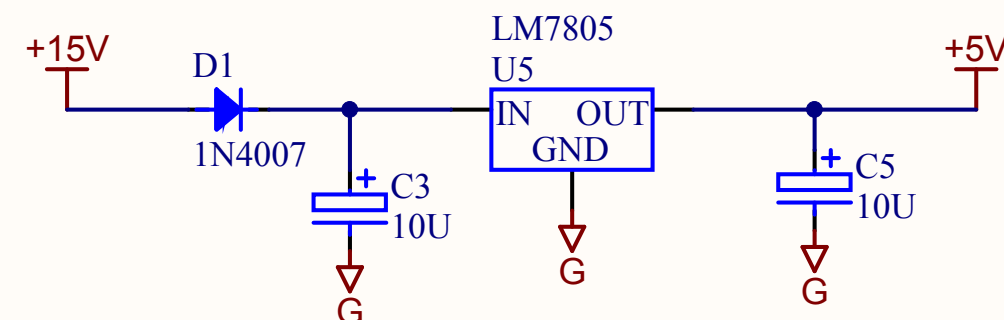 +15V
D1
1N4007
C3
10U
G
LM7805
U5
IN OUT
GND
G
+5V
C5
10U
G